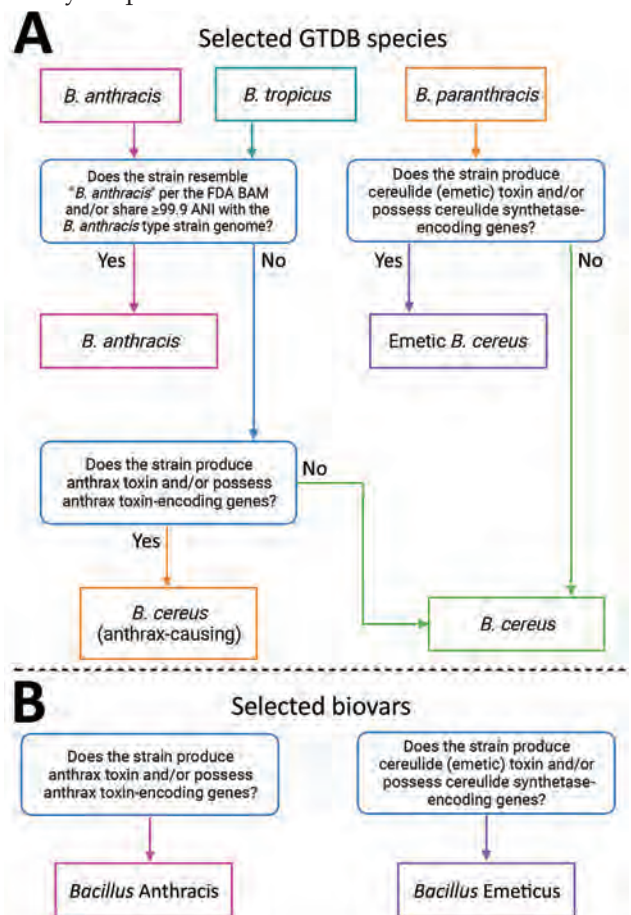 A
Selected GTDB species
B. anthracis
B. tropicus
B. paranthracis
Does the strain resemble
"B. anthracis" per the FDA BAM
and/or share ≥99.9 ANI with the
B. anthracis type strain genome?
Does the strain produce
cereulide (emetic) toxin and/or
possess cereulide synthetase-
encoding genes?
Yes
No
Yes
No
B. anthracis
Emetic B. cereus
Does the strain produce
anthrax toxin and/or possess
anthrax toxin-encoding genes?
No
Yes
B. cereus
(anthrax-causing)
B. cereus
B
Selected biovars
Does the strain produce
anthrax toxin and/or possess
anthrax toxin-encoding genes?
Does the strain produce
cereulide (emetic) toxin and/or
possess cereulide synthetase-
encoding genes?
Bacillus Anthracis
Bacillus Emeticus